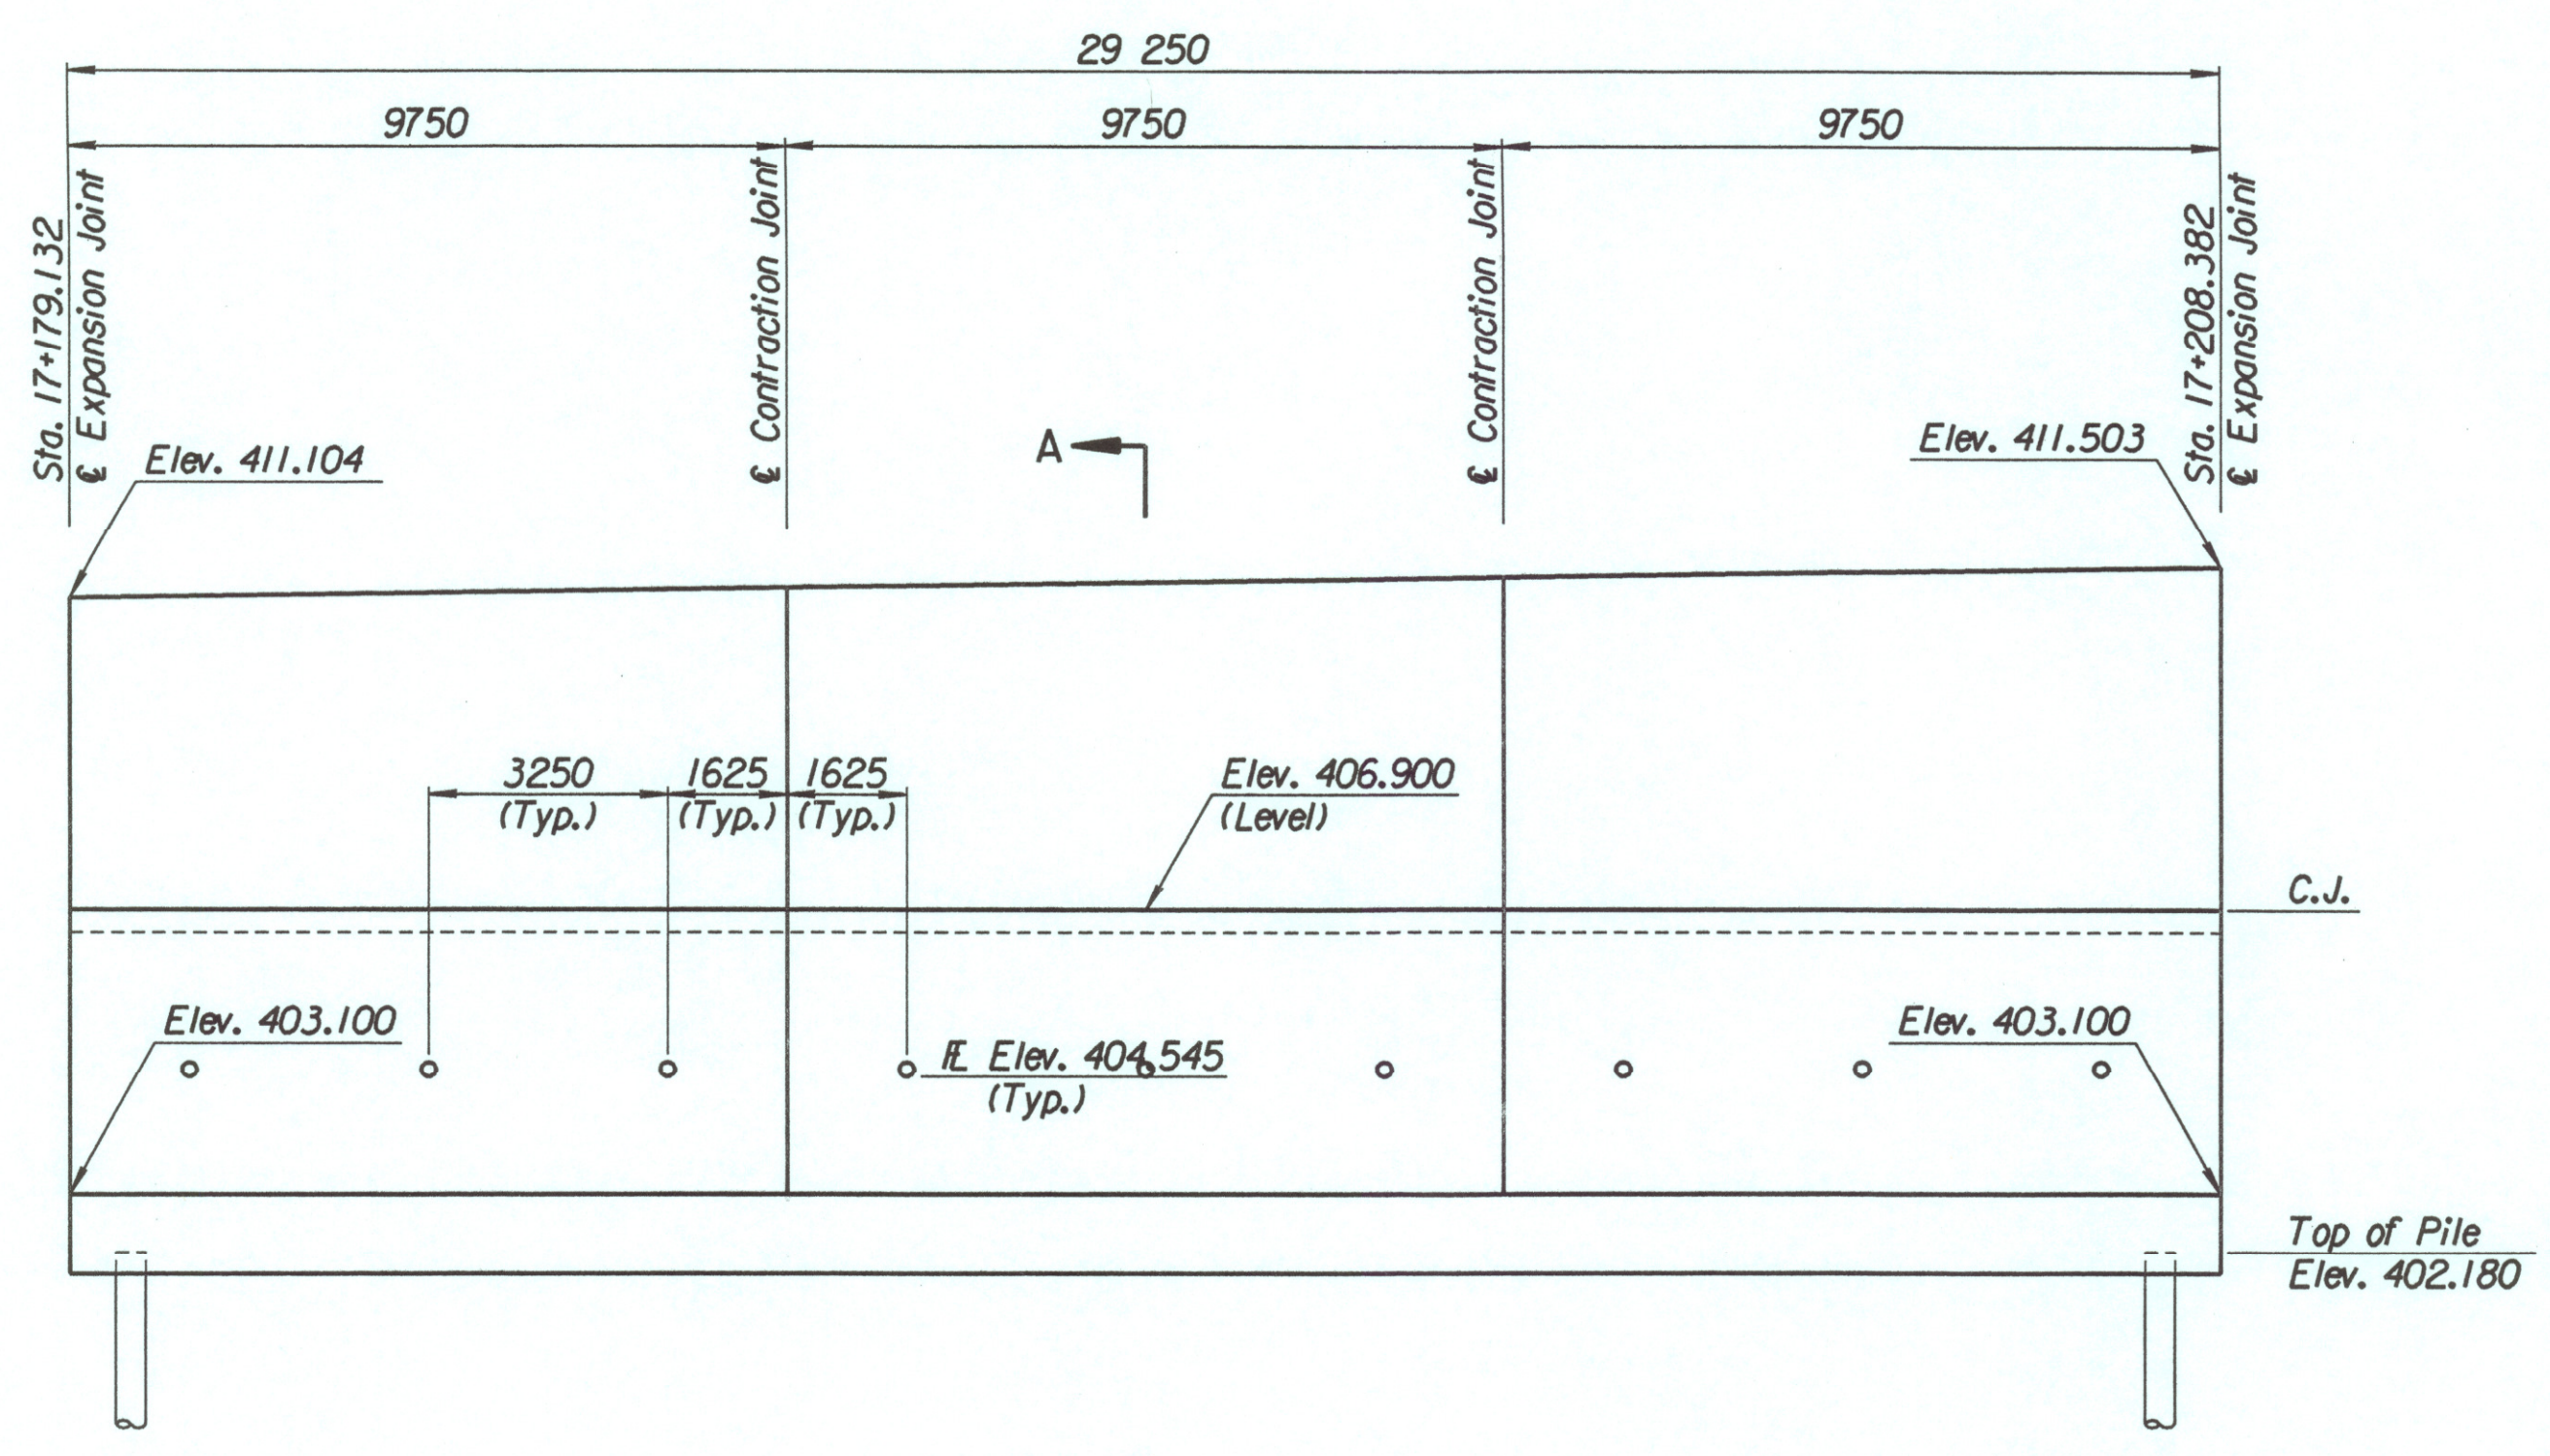 29 250
9750
9750
9750
Sta. 17+179.132
℄ Expansion Joint
℄ Contraction Joint
℄ Contraction Joint
Sta. 17+208.382
℄ Expansion Joint
Elev. 411.104
A
Elev. 411.503
3250
(Typ.)
1625
(Typ.)
1625
(Typ.)
Elev. 406.900
(Level)
C.J.
Elev. 403.100
Elev. 404.545
(Typ.)
Elev. 403.100
Top of Pile
Elev. 402.180